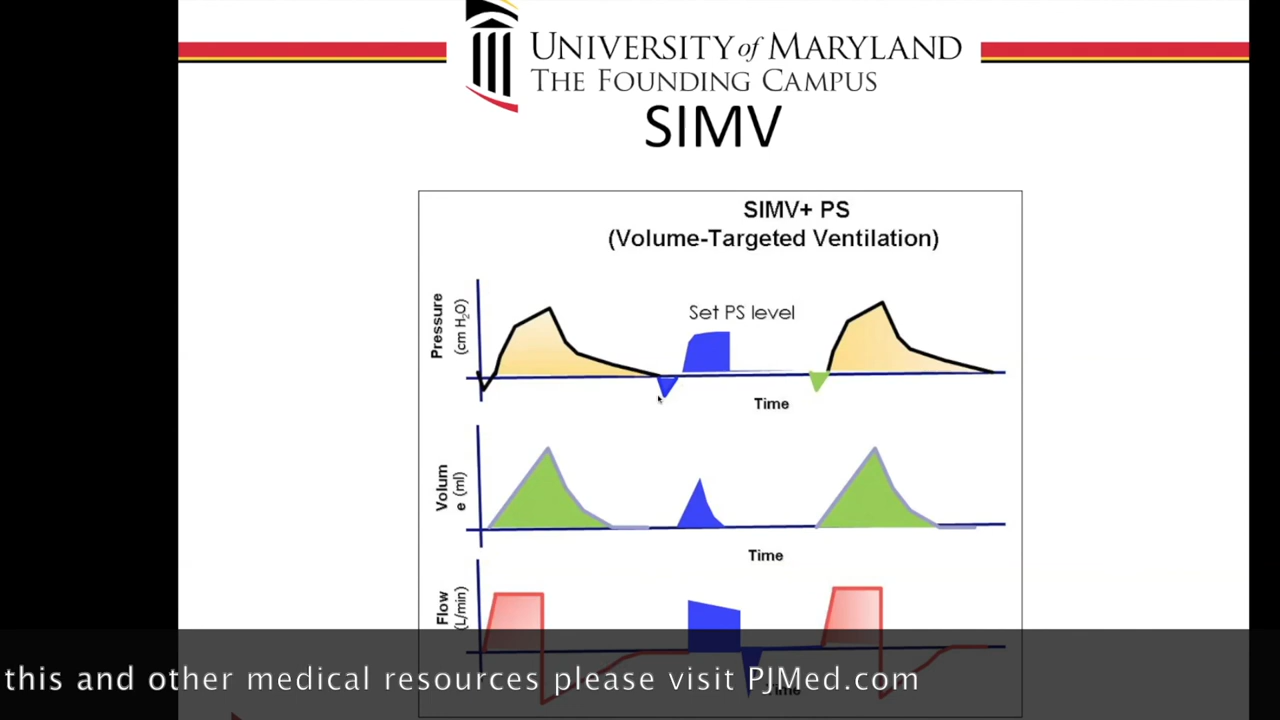 UNIVERSITY of MARYLAND
THE FOUNDING CAMPUS
SIMV
SIMV+ PS
(Volume-Targeted Ventilation)
Pressure
(cm H₂O)
Set PS level
Time
Volum
e (ml)
Time
Flow
(L/min)
Time
this and other medical resources please visit PJMed.com